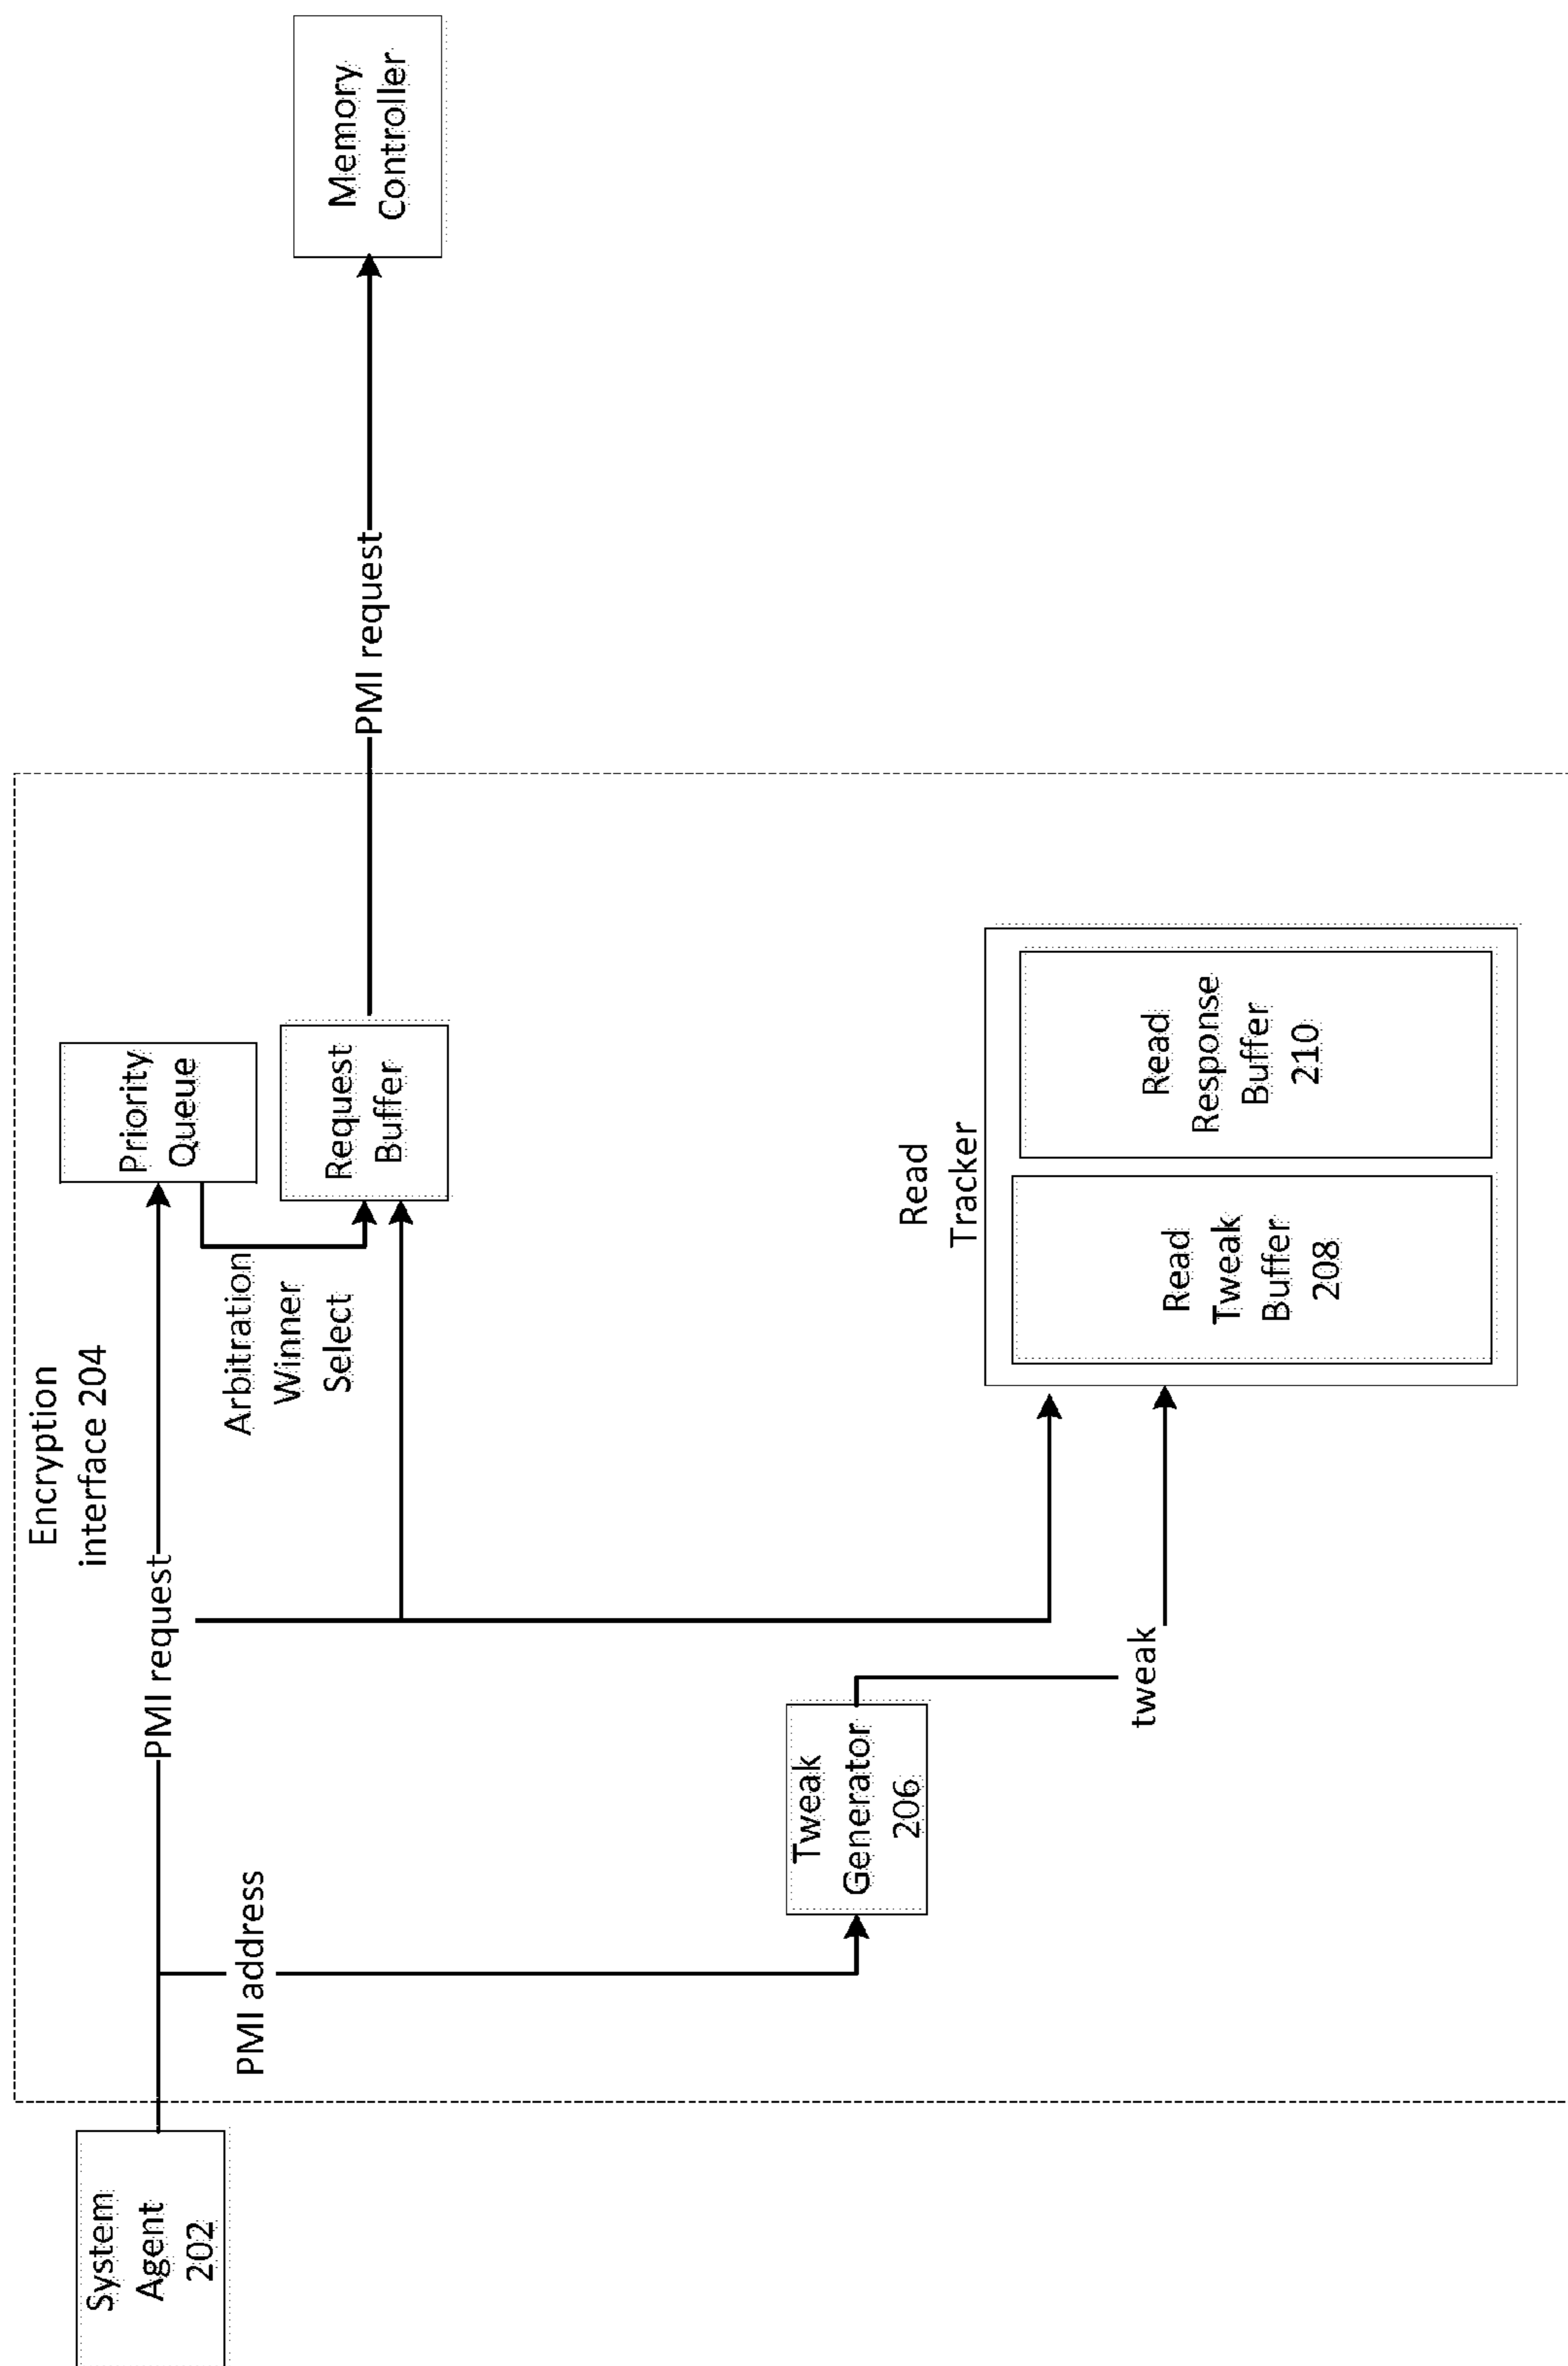 System
Agent
202
PMI request
PMI address
Encryption
interface 204
Priority
Queue
Arbitration
Winner
Select
Request
Buffer
PMI request
Memory
Controller
Tweak
Generator
206
tweak
Read
Tracker
Read
Tweak
Buffer
208
Read
Response
Buffer
210